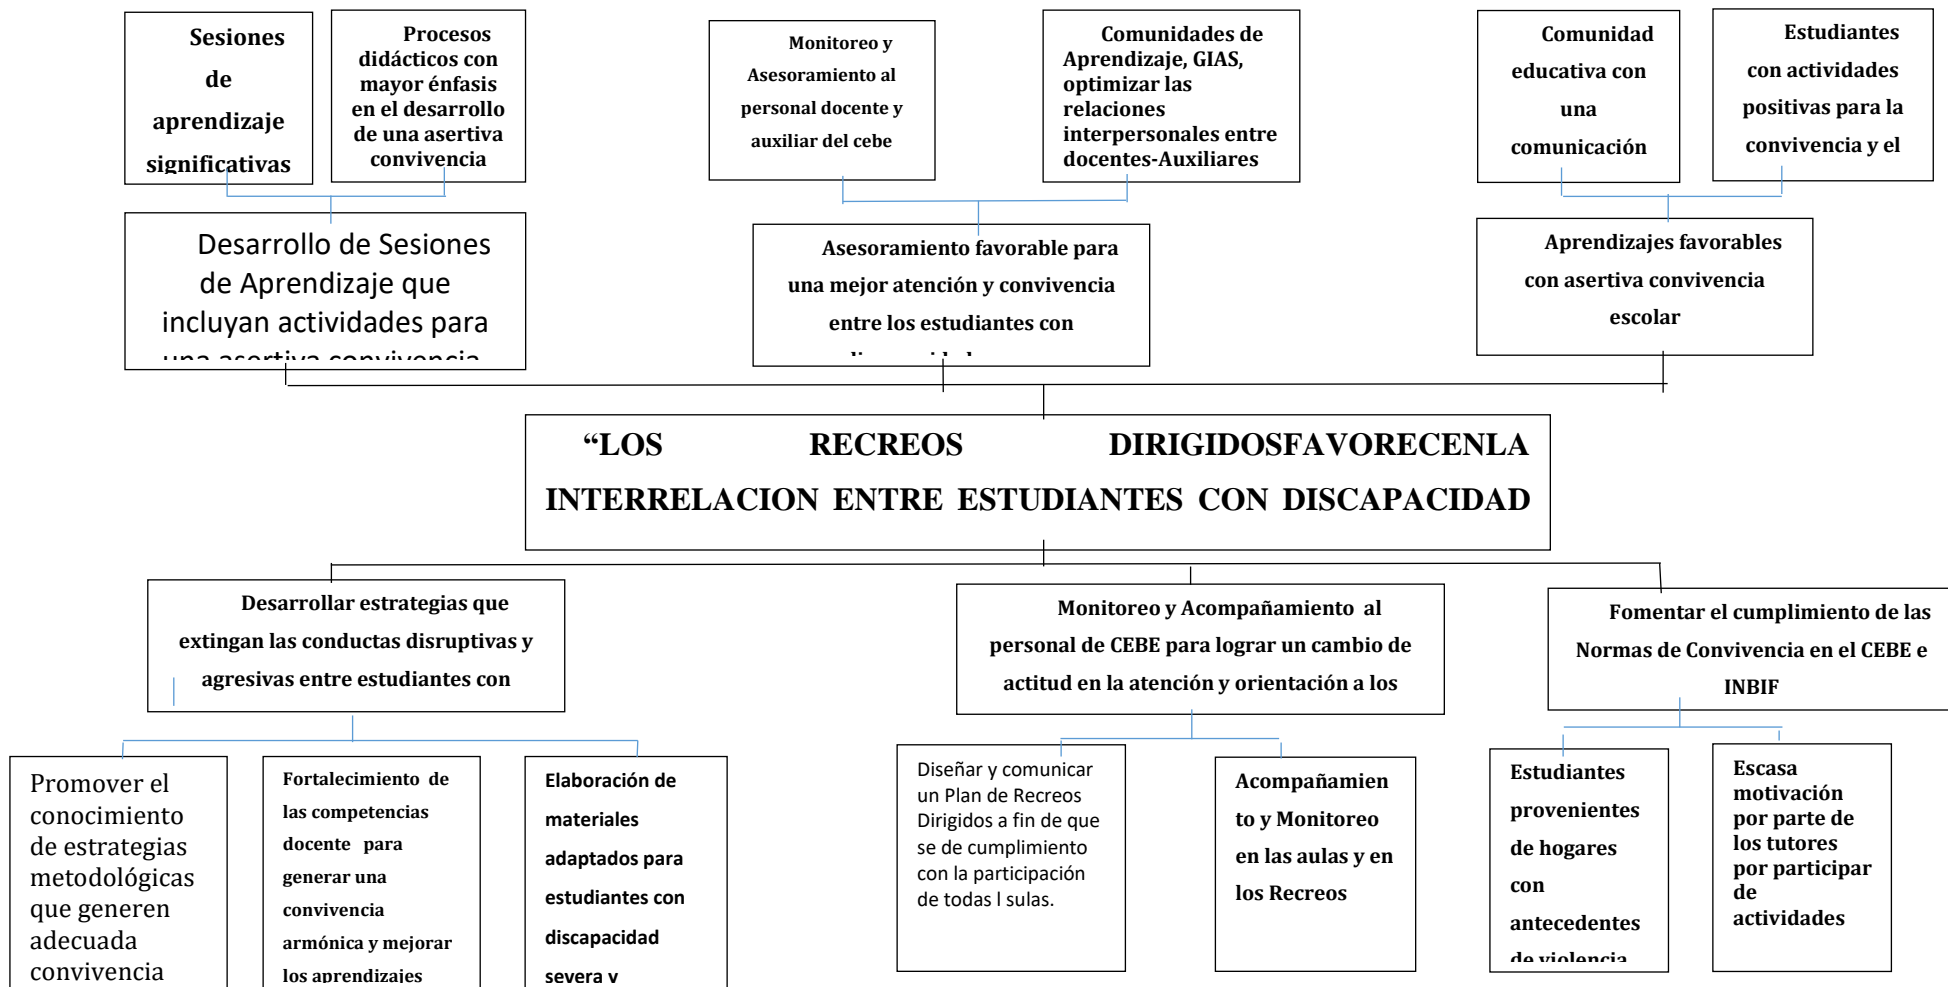 Sesiones
de
aprendizaje
significativas
Procesos
didácticos con
mayor énfasis
en el desarrollo
de una asertiva
convivencia
Monitoreo y
Asesoramiento al
personal docente y
auxiliar del cebe
Comunidades de
Aprendizaje, GIAS,
optimizar las
relaciones
interpersonales entre
docentes-Auxiliares
Comunidad
educativa con
una
comunicación
Estudiantes
con actividades
positivas para la
convivencia y el
Desarrollo de Sesiones
de Aprendizaje que
incluyan actividades para
una asertiva convivencia
Asesoramiento favorable para
una mejor atención y convivencia
entre los estudiantes con
Aprendizajes favorables
con asertiva convivencia
escolar
“LOS RECREOS DIRIGIDOSFAVORECENLA
INTERRELACION ENTRE ESTUDIANTES CON DISCAPACIDAD
Desarrollar estrategias que
extingan las conductas disruptivas y
agresivas entre estudiantes con
Monitoreo y Acompañamiento al
personal de CEBE para lograr un cambio de
actitud en la atención y orientación a los
Fomentar el cumplimiento de las
Normas de Convivencia en el CEBE e
INBIF
Promover el
conocimiento
de estrategias
metodológicas
que generen
adecuada
convivencia
Fortalecimiento de
las competencias
docente para
generar una
convivencia
armónica y mejorar
los aprendizajes
Elaboración de
materiales
adaptados para
estudiantes con
discapacidad
severa y
Diseñar y comunicar
un Plan de Recreos
Dirigidos a fin de que
se de cumplimiento
con la participación
de todas l sulas.
Acompañamien
to y Monitoreo
en las aulas y en
los Recreos
Estudiantes
provenientes
de hogares
con
antecedentes
de violencia
Escasa
motivación
por parte de
los tutores
por participar
de
actividades